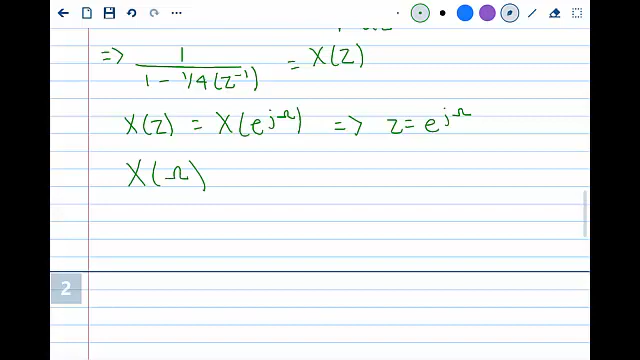 => 1 / (1 - 1/4 (z^-1)) = X(z)
X(z) = X(e^jΩ) => z = e^jΩ
X(Ω)
2